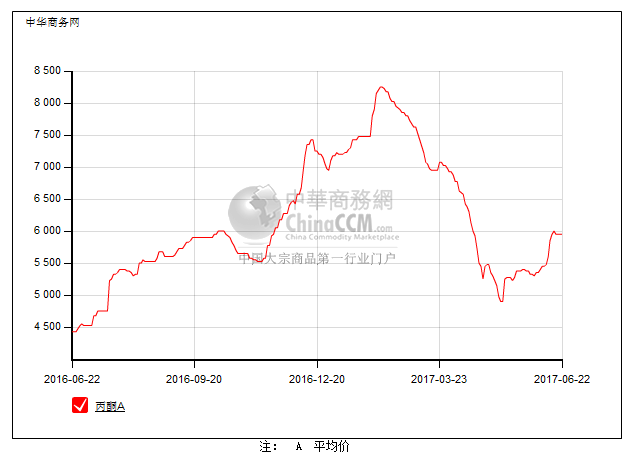 中华商务网
8 500
8 000
7 500
7 000
6 500
6 000
5 500
5 000
4 500
中華商務網
ChinaCCM.com
China Commodity Marketplace
中国大宗商品第一行业门户
2016-06-22 2016-09-20 2016-12-20 2017-03-23 2017-06-22
丙酮A
注： A 平均价